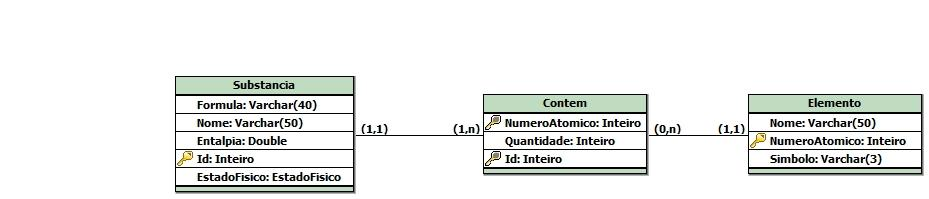 Substancia
Formula: Varchar(40)
Nome: Varchar(50)
Entalpia: Double
Id: Inteiro
EstadoFisico: EstadoFisico
(1,1)
(1,n)
Contem
NumeroAtomico: Inteiro
Quantidade: Inteiro
Id: Inteiro
(0,n)
(1,1)
Elemento
Nome: Varchar(50)
NumeroAtomico: Inteiro
Simbolo: Varchar(3)